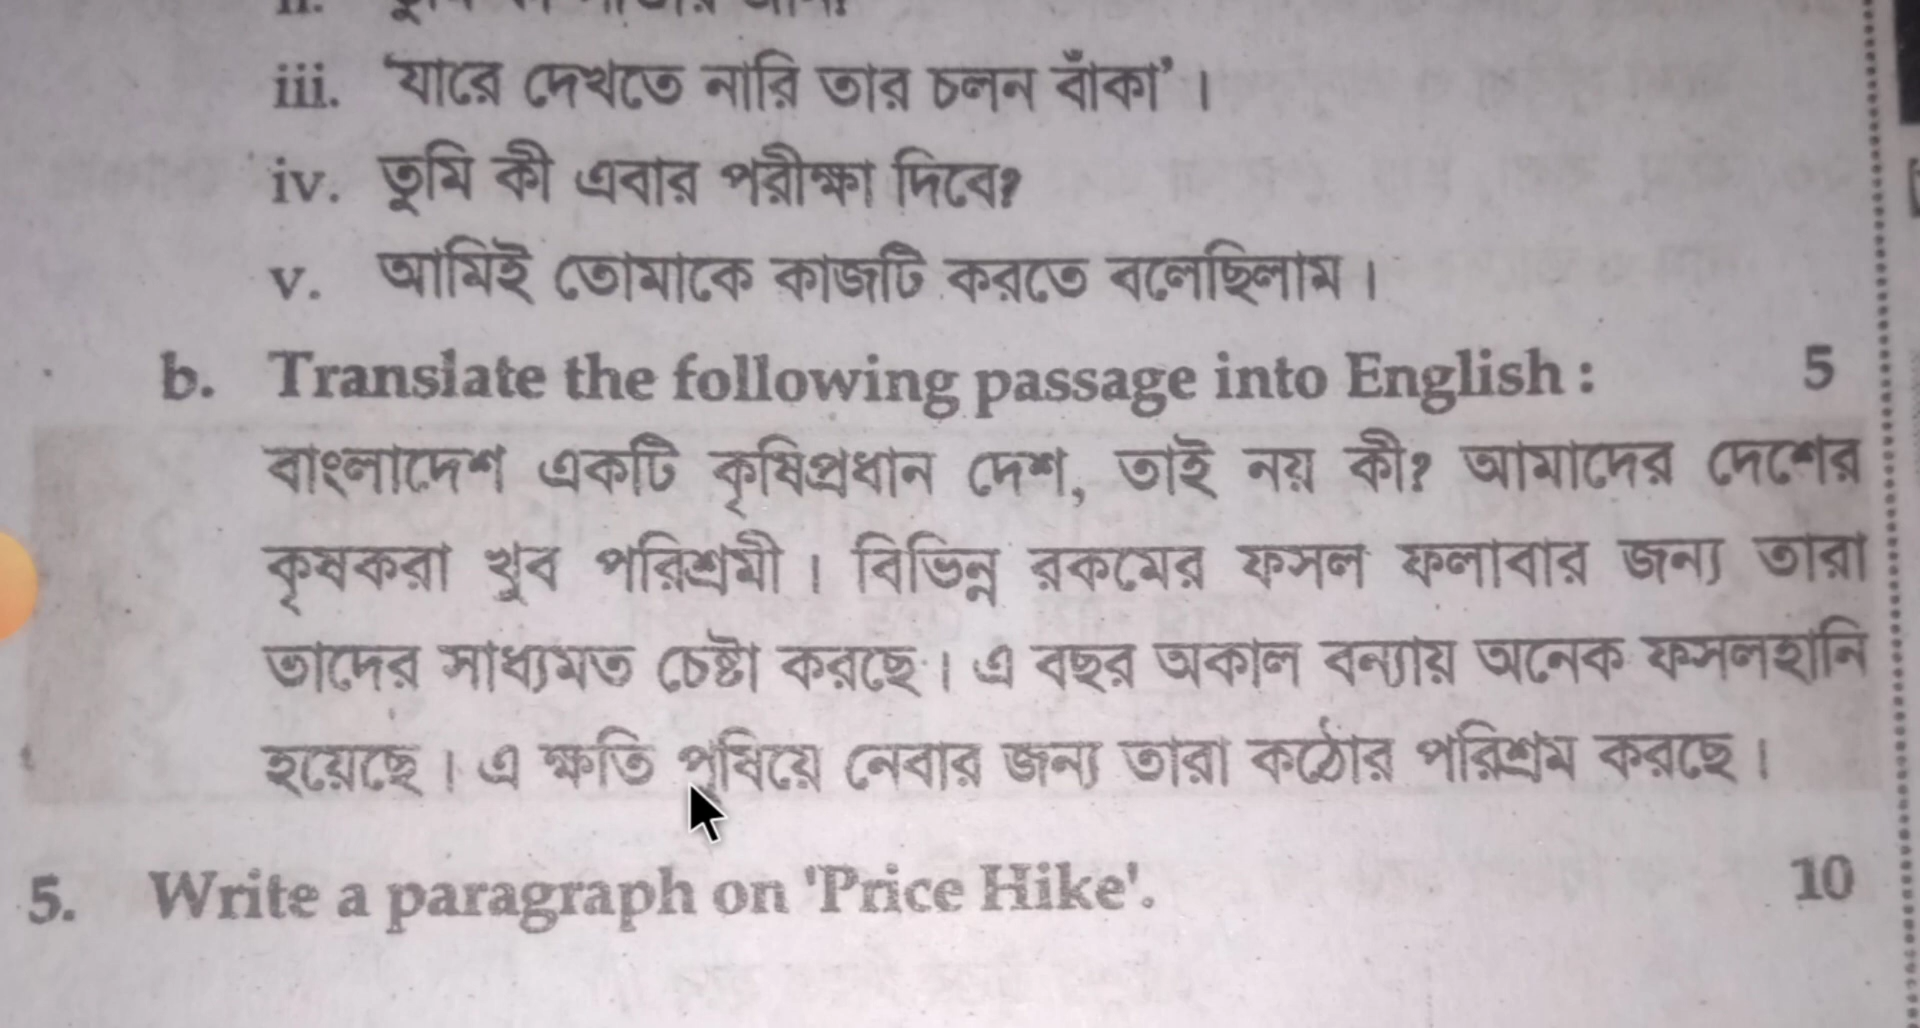 iii. 'যারে দেখতে নারি তার চলন বাঁকা'।
iv. তুমি কী এবার পরীক্ষা দিবে?
v. আমিই তোমাকে কাজটি করতে বলেছিলাম।
b. Translate the following passage into English : 5
বাংলাদেশ একটি কৃষিপ্রধান দেশ, তাই নয় কী? আমাদের দেশের
কৃষকরা খুব পরিশ্রমী। বিভিন্ন রকমের ফসল ফলাবার জন্য তারা
তাদের সাধ্যমত চেষ্টা করছে। এ বছর অকাল বন্যায় অনেক ফসলহানি
হয়েছে। এ ক্ষতি পুষিয়ে নেবার জন্য তারা কঠোর পরিশ্রম করছে।
5. Write a paragraph on 'Price Hike'. 10